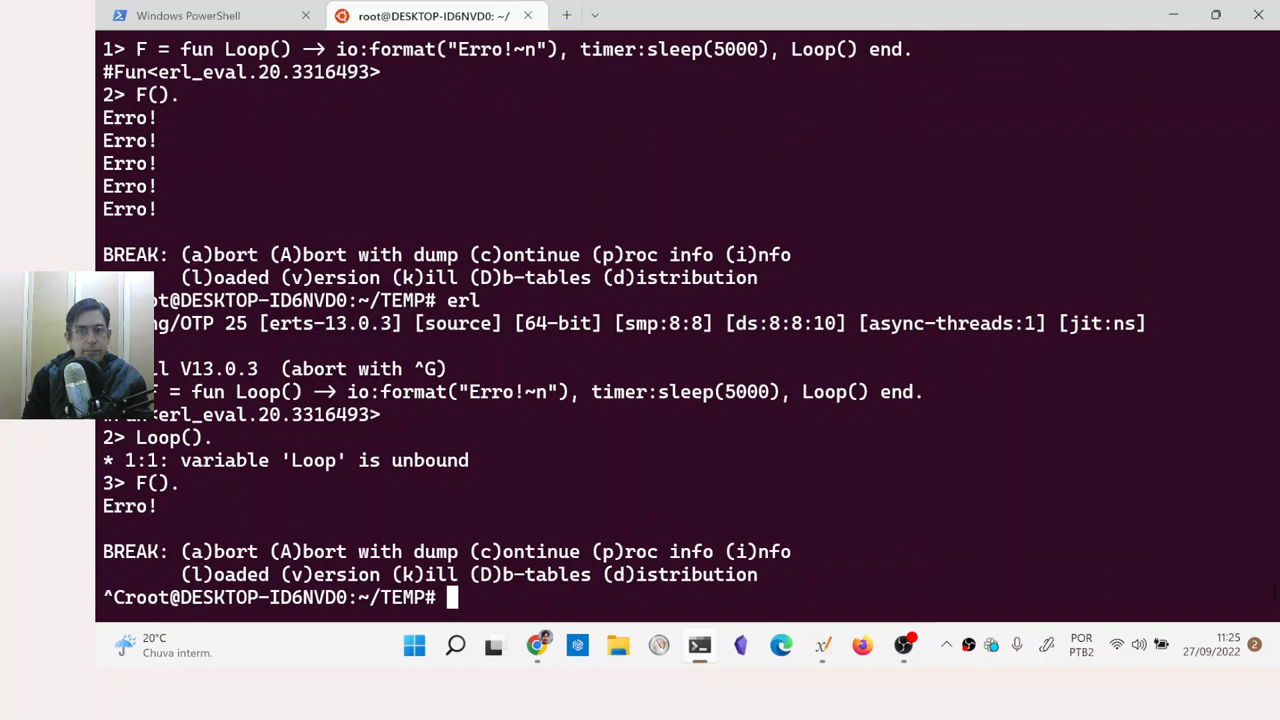 Windows PowerShell
root@DESKTOP-ID6NVD0: ~/
1> F = fun Loop() -> io:format("Erro!~n"), timer:sleep(5000), Loop() end.
#Fun<erl_eval.20.3316493>
2> F().
Erro!
Erro!
Erro!
Erro!
Erro!
BREAK: (a)bort (A)bort with dump (c)ontinue (p)roc info (i)nfo
(l)oaded (v)ersion (k)ill (D)b-tables (d)istribution
ot@DESKTOP-ID6NVD0:~/TEMP# erl
ng/OTP 25 [erts-13.0.3] [source] [64-bit] [smp:8:8] [ds:8:8:10] [async-threads:1] [jit:ns]
ll V13.0.3 (abort with ^G)
F = fun Loop() -> io:format("Erro!~n"), timer:sleep(5000), Loop() end.
#Fun<erl_eval.20.3316493>
2> Loop().
* 1:1: variable 'Loop' is unbound
3> F().
Erro!
BREAK: (a)bort (A)bort with dump (c)ontinue (p)roc info (i)nfo
(l)oaded (v)ersion (k)ill (D)b-tables (d)istribution
^Croot@DESKTOP-ID6NVD0:~/TEMP#
20°C
Chuva interm.
POR
PTB2
11:25
27/09/2022
2